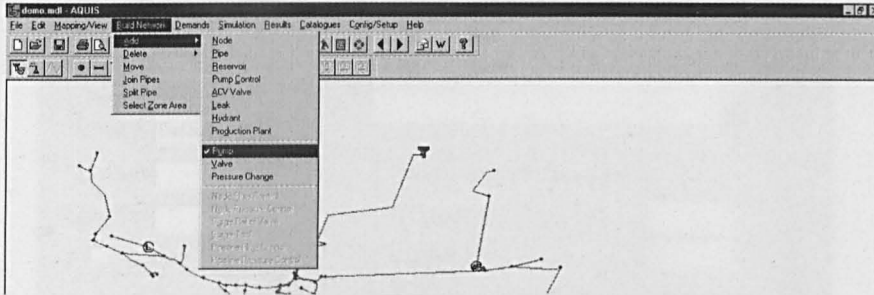 demo.mdl - AQUIS
File Edit Mapping/View Fluid Network Demands Simulation Results Catalogues Config/Setup Help
Add
Delete
Move
Join Pipes
Split Pipe
Select Zone Area
Node
Pipe
Reservoir
Pump Control
ACV Valve
Leak
Hydrant
Production Plant
Pump
Valve
Pressure Change
W